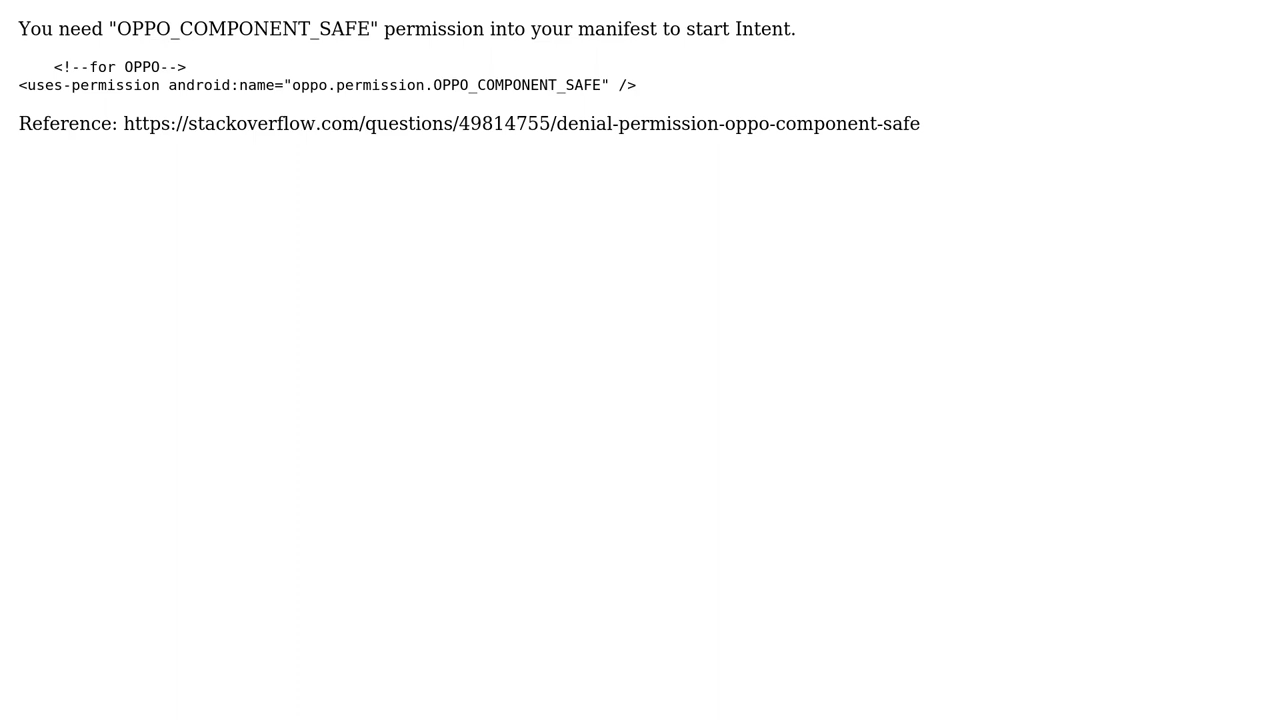 You need "OPPO_COMPONENT_SAFE" permission into your manifest to start Intent.
<!--for OPPO-->
<uses-permission android:name="oppo.permission.OPPO_COMPONENT_SAFE" />
Reference: https://stackoverflow.com/questions/49814755/denial-permission-oppo-component-safe